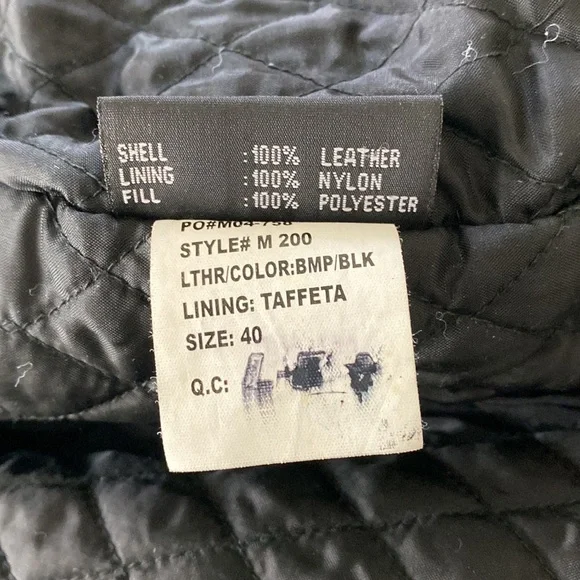 SHELL :100% LEATHER
LINING :100% NYLON
FILL :100% POLYESTER
STYLE# M 200
LTHR/COLOR:BMP/BLK
LINING: TAFFETA
SIZE: 40
Q.C: